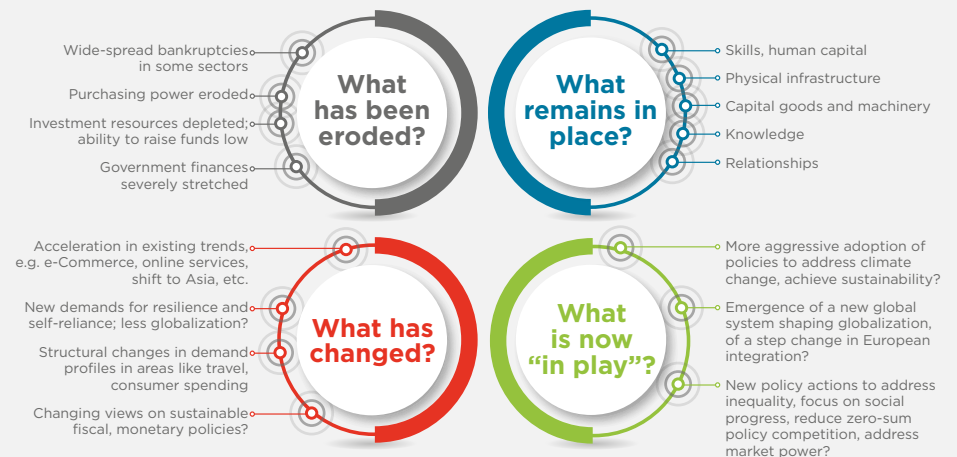 What
has been
eroded?
Wide-spread bankruptcies
in some sectors
Purchasing power eroded
Investment resources depleted;
ability to raise funds low
Government finances
severely stretched
What
remains in
place?
Skills, human capital
Physical infrastructure
Capital goods and machinery
Knowledge
Relationships
What has
changed?
Acceleration in existing trends,
e.g. e-Commerce, online services,
shift to Asia, etc.
New demands for resilience and
self-reliance; less globalization?
Structural changes in demand
profiles in areas like travel,
consumer spending
Changing views on sustainable
fiscal, monetary policies?
What
is now
“in play”?
More aggressive adoption of
policies to address climate
change, achieve sustainability?
Emergence of a new global
system shaping globalization,
of a step change in European
integration?
New policy actions to address
inequality, focus on social
progress, reduce zero-sum
policy competition, address
market power?